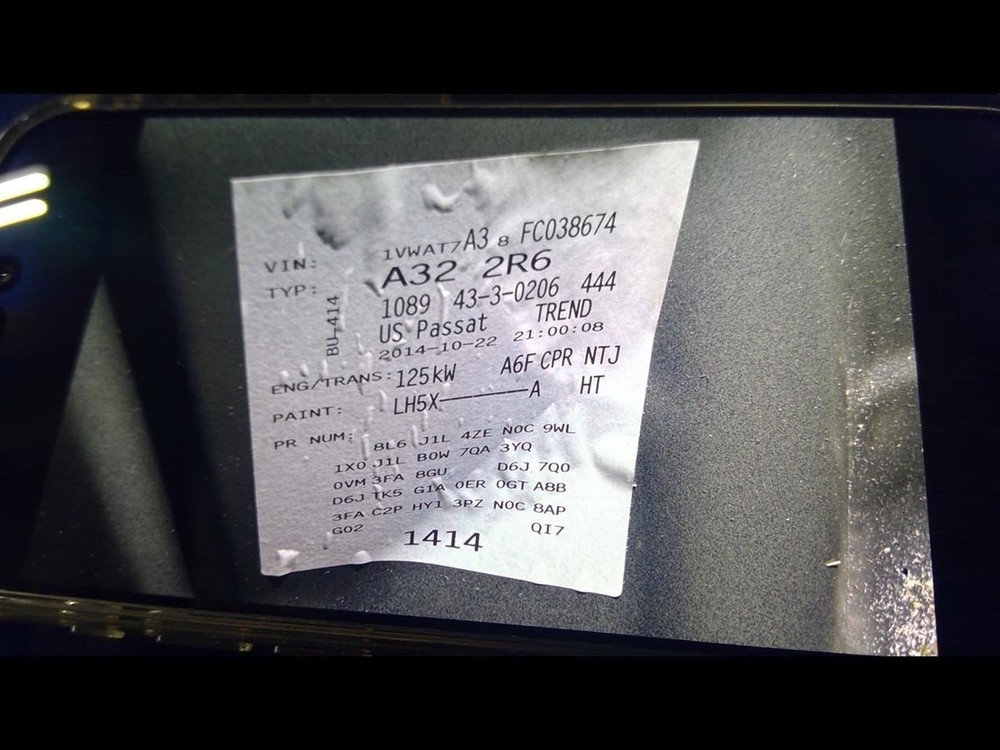 VIN: 1VWAT7A3 8 FC038674
TYP: A32 2R6
1089 43-3-0206 444
BU-414
US Passat TREND
2014-10-22 21:00:08
ENG/TRANS: 125kW A6F CPR NTJ
PAINT: LH5X———————A HT
PR NUM: 8L6 J1L 4ZE N0C 9WL
1X0 J1L B0W 7QA 3YQ
0VM 3FA 8GU D6J 7Q0
D6J TK5 G1A 0ER 0GT A8B
3FA C2P HY1 3PZ N0C 8AP
G02 QI7
1414